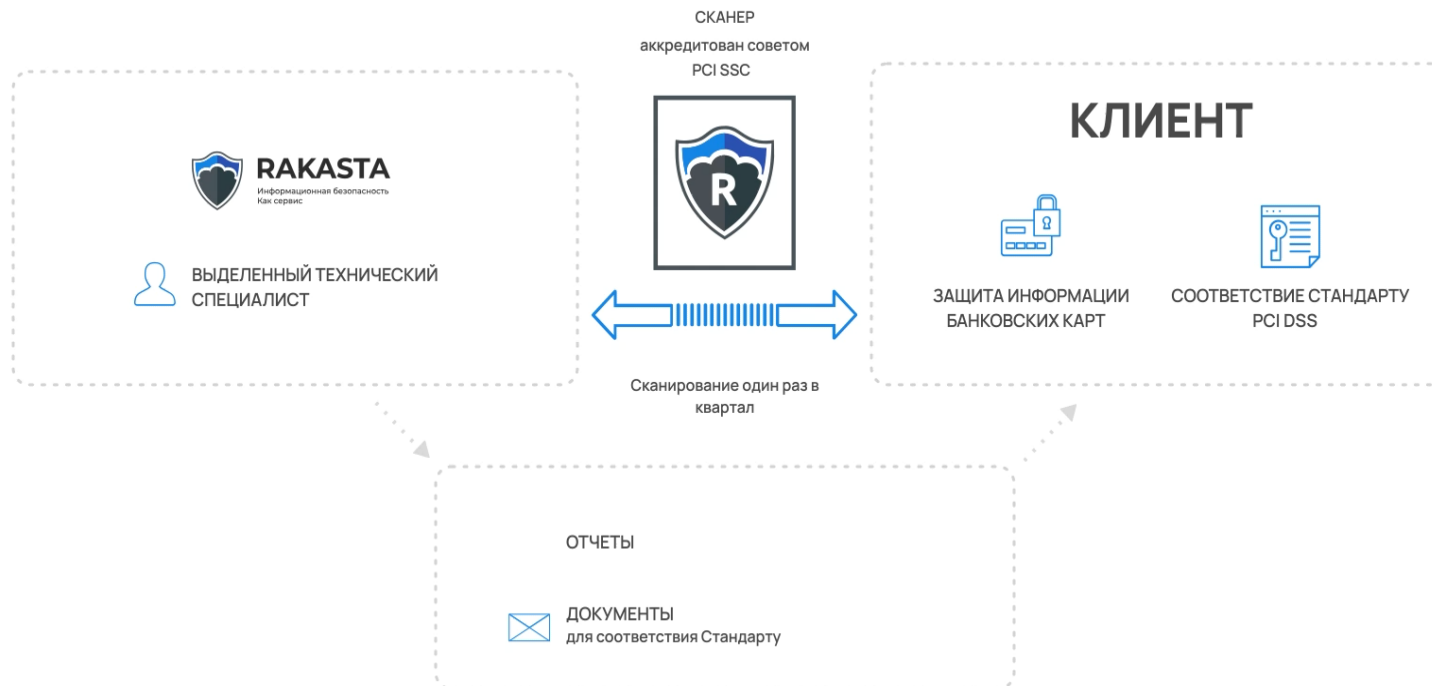 СКАНЕР
аккредитован советом
PCI SSC
КЛИЕНТ
RAKASTA
Информационная безопасность
Как сервис
R
ВЫДЕЛЕННЫЙ ТЕХНИЧЕСКИЙ
СПЕЦИАЛИСТ
ЗАЩИТА ИНФОРМАЦИИ
БАНКОВСКИХ КАРТ
СООТВЕТСТВИЕ СТАНДАРТУ
PCI DSS
Сканирование один раз в
квартал
ОТЧЕТЫ
ДОКУМЕНТЫ
для соответствия Стандарту